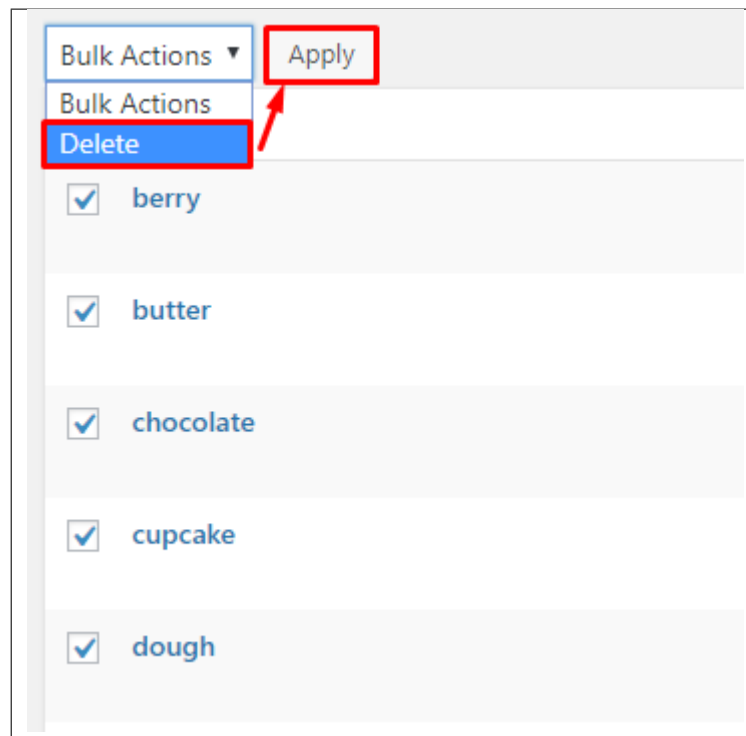 Bulk Actions Apply
Bulk Actions
Delete
berry
butter
chocolate
cupcake
dough